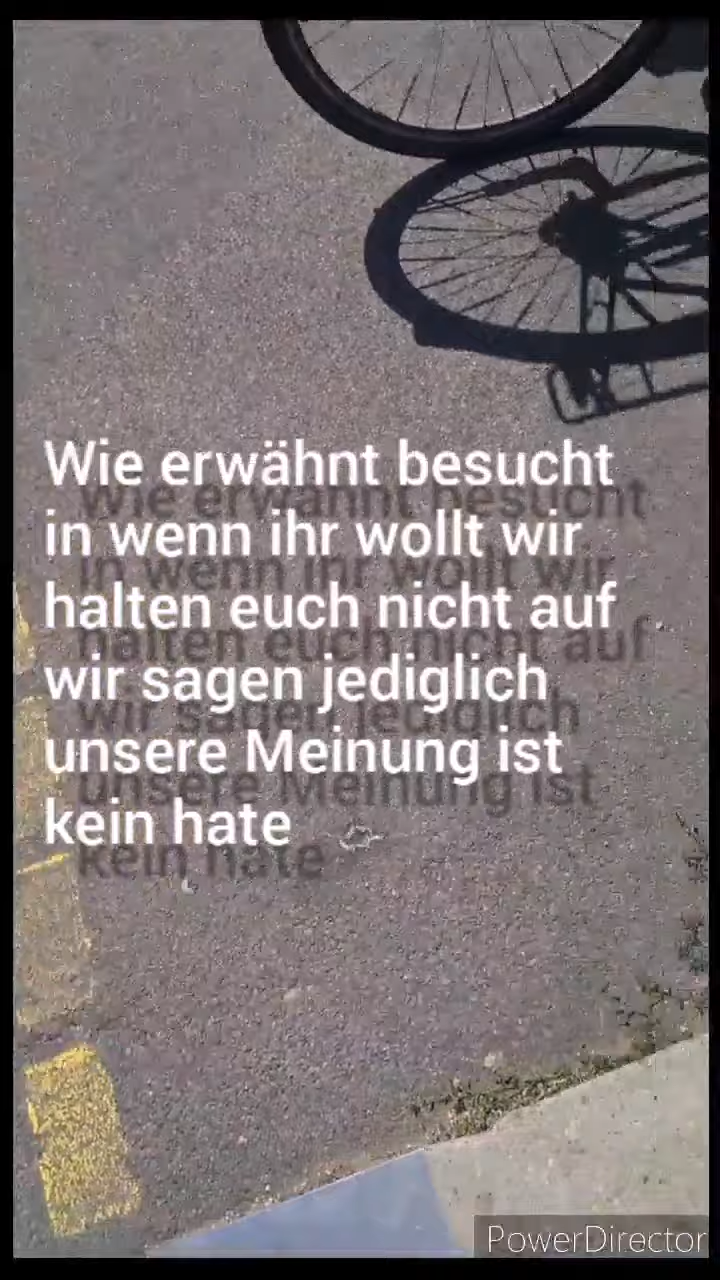 Wie erwähnt besucht
in wenn ihr wollt wir
halten euch nicht auf
wir sagen jediglich
unsere Meinung ist
kein hate
PowerDirector